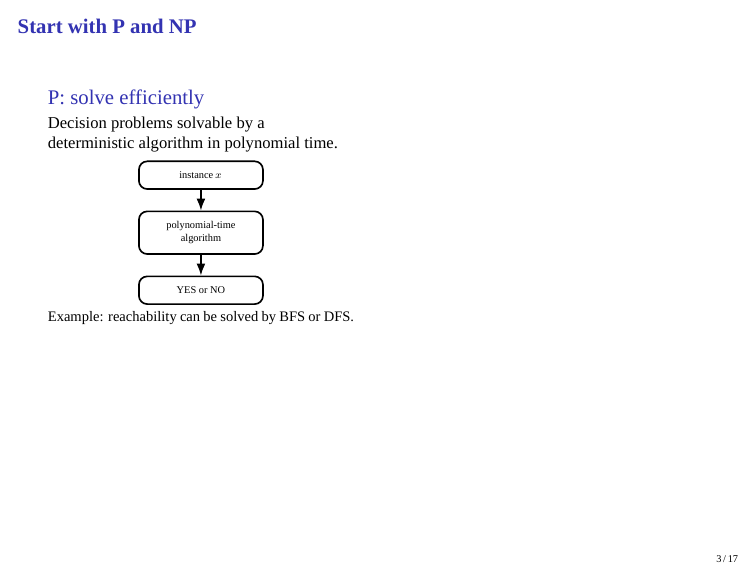 Start with P and NP
P: solve efficiently
Decision problems solvable by a
deterministic algorithm in polynomial time.
instance x
polynomial-time
algorithm
YES or NO
Example: reachability can be solved by BFS or DFS.
3 / 17